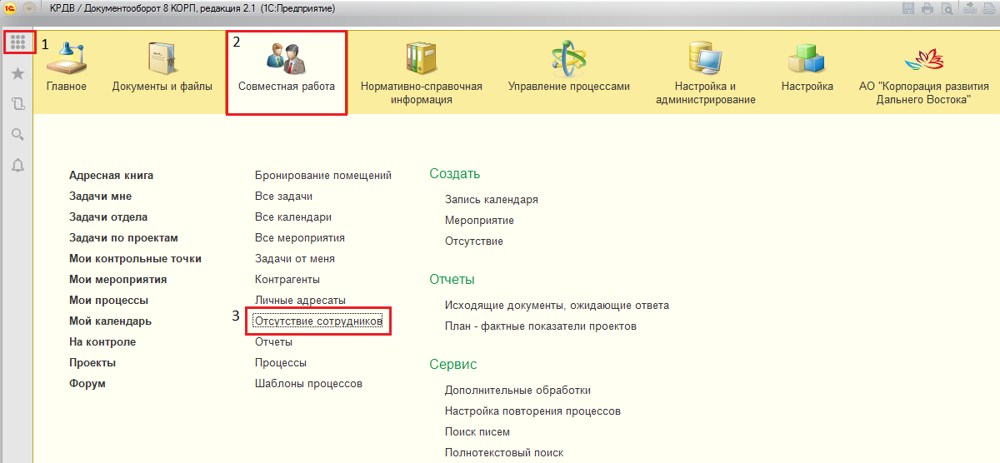 1С КРДВ / Документооборот 8 КОРП, редакция 2.1 (1С:Предприятие)
1
2
Главное
Документы и файлы
Совместная работа
Нормативно-справочная
информация
Управление процессами
Настройка и
администрирование
Настройка
АО "Корпорация развития
Дальнего Востока"
Адресная книга
Задачи мне
Задачи отдела
Задачи по проектам
Мои контрольные точки
Мои мероприятия
Мои процессы
Мой календарь
На контроле
Проекты
Форум
Бронирование помещений
Все задачи
Все календари
Все мероприятия
Задачи от меня
Контрагенты
Личные адресаты
3 Отсутствие сотрудников
Отчеты
Процессы
Шаблоны процессов
Создать
Запись календаря
Мероприятие
Отсутствие
Отчеты
Исходящие документы, ожидающие ответа
План - фактные показатели проектов
Сервис
Дополнительные обработки
Настройка повторения процессов
Поиск писем
Полнотекстовый поиск